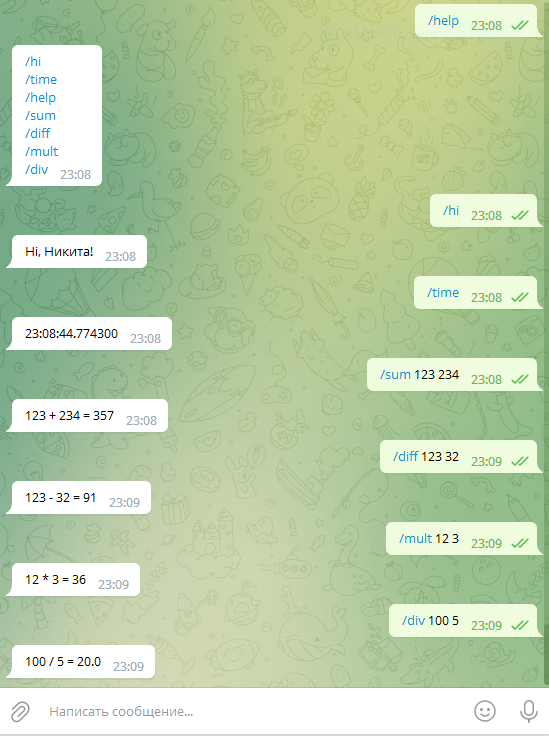 /help 23:08
/hi
/time
/help
/sum
/diff
/mult
/div 23:08
/hi 23:08
Hi, Никита! 23:08
/time 23:08
23:08:44.774300 23:08
/sum 123 234 23:08
123 + 234 = 357 23:08
/diff 123 32 23:09
123 - 32 = 91 23:09
/mult 12 3 23:09
12 * 3 = 36 23:09
/div 100 5 23:09
100 / 5 = 20.0 23:09
Написать сообщение...